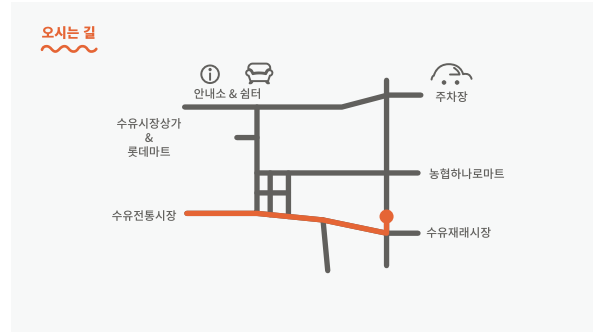 오시는 길
안내소 & 쉼터
주차장
수유시장상가
&
롯데마트
농협하나로마트
수유전통시장
수유재래시장